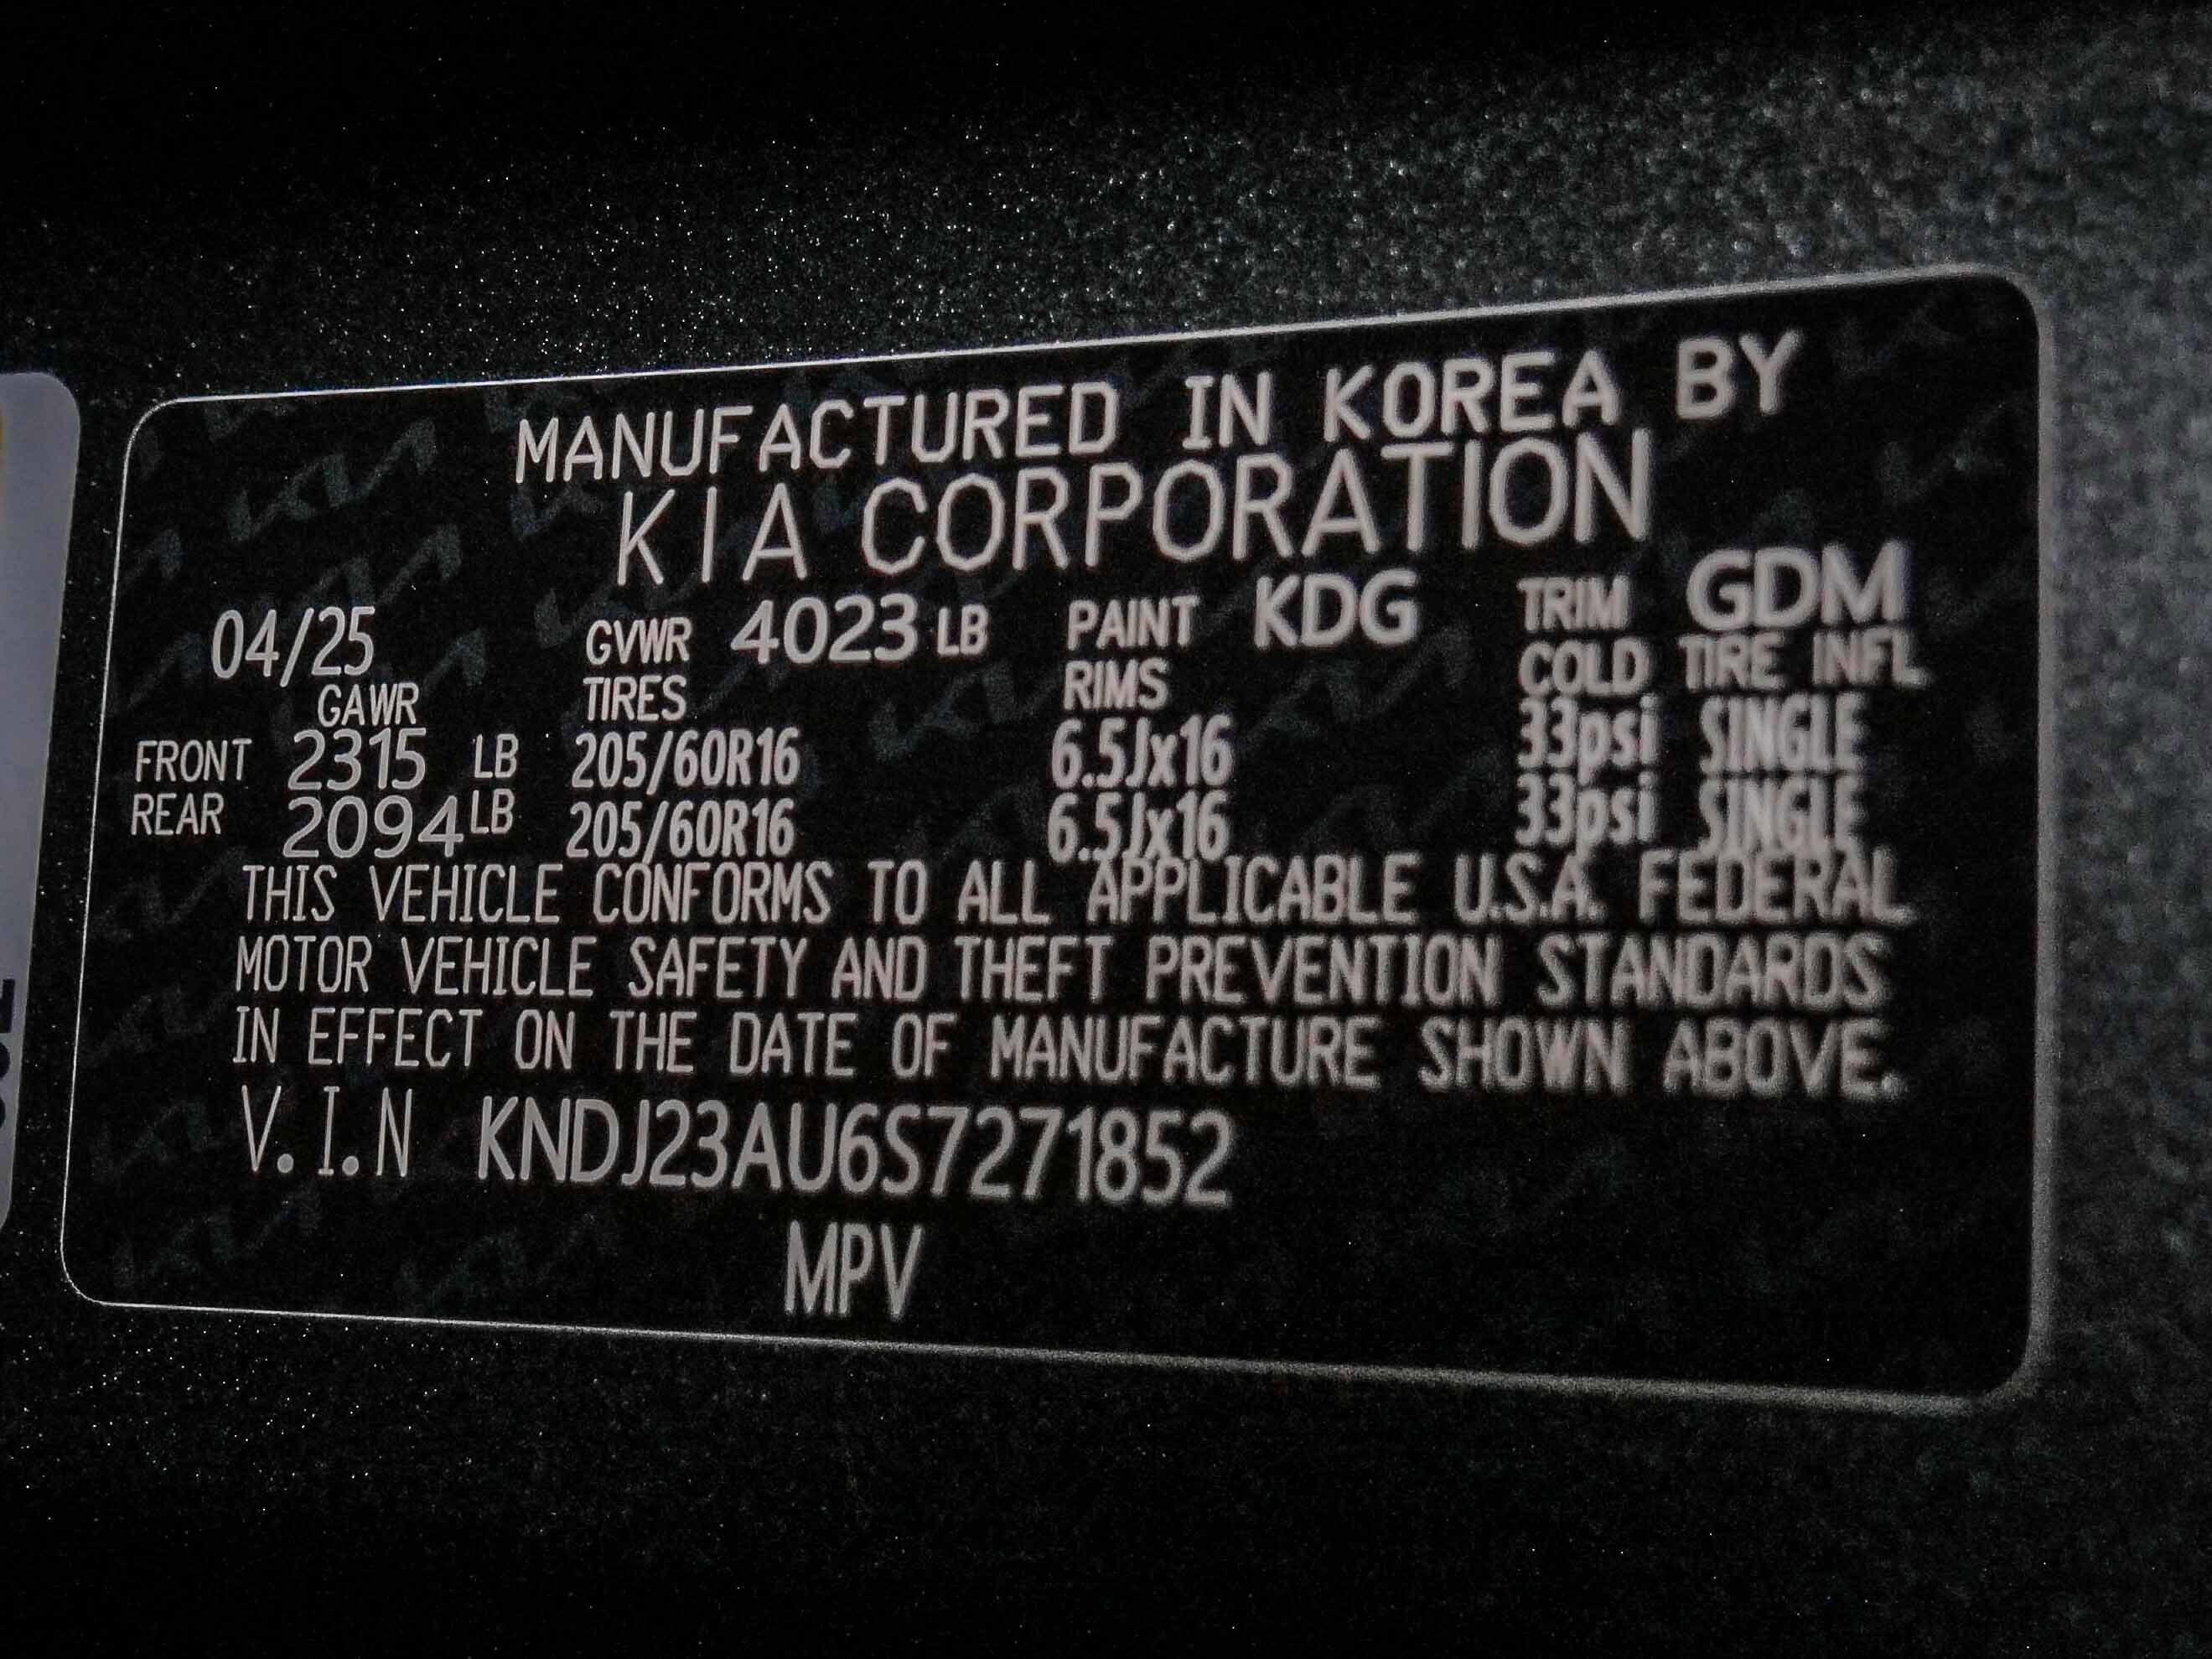 MANUFACTURED IN KOREA BY
KIA CORPORATION
04/25 GVWR 4023 LB PAINT KDG TRIM GDM
GAWR TIRES RIMS COLD TIRE INFL
FRONT 2315 LB 205/60R16 6.5Jx16 33psi SINGLE
REAR 2094 LB 205/60R16 6.5Jx16 33psi SINGLE
THIS VEHICLE CONFORMS TO ALL APPLICABLE U.S.A. FEDERAL
MOTOR VEHICLE SAFETY AND THEFT PREVENTION STANDARDS
IN EFFECT ON THE DATE OF MANUFACTURE SHOWN ABOVE.
V.I.N KNDJ23AU6S7271852
MPV